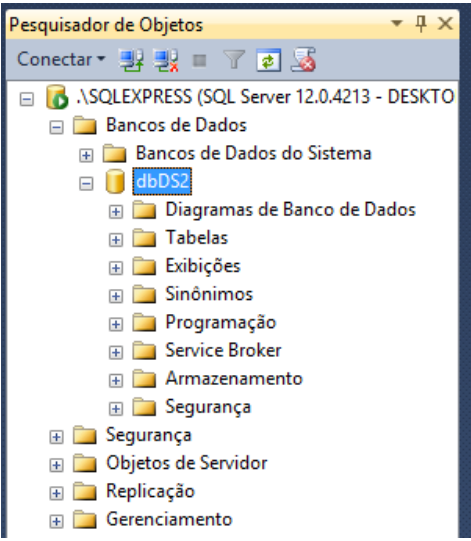 Pesquisador de Objetos
Conectar
.\SQLEXPRESS (SQL Server 12.0.4213 - DESKTO
Bancos de Dados
Bancos de Dados do Sistema
dbDS2
Diagramas de Banco de Dados
Tabelas
Exibições
Sinônimos
Programação
Service Broker
Armazenamento
Segurança
Segurança
Objetos de Servidor
Replicação
Gerenciamento